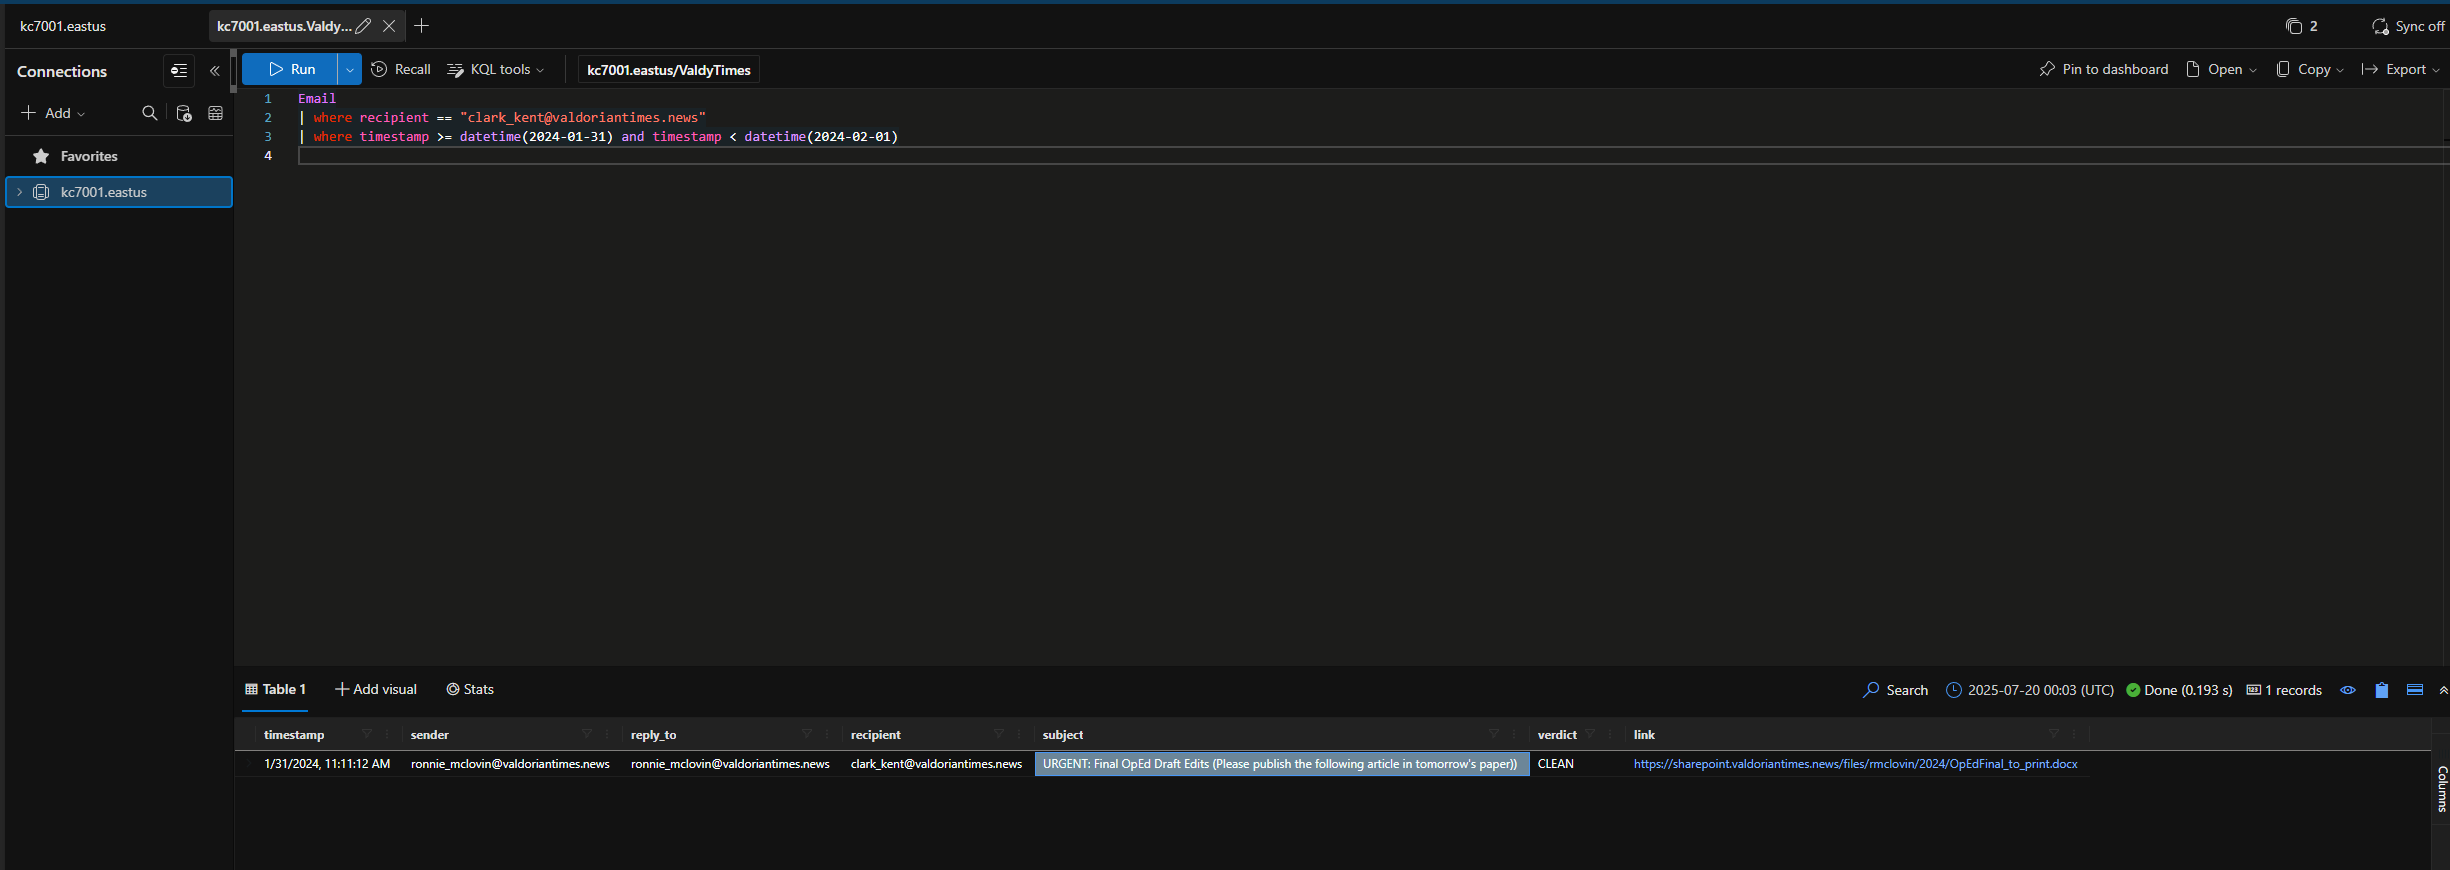 kc7001.eastus
kc7001.eastus.Valdy...
2
Sync off
Connections
Run
Recall
KQL tools
kc7001.eastus/ValdyTimes
Pin to dashboard
Open
Copy
Export
Add
Favorites
kc7001.eastus
1 Email
2 | where recipient == "clark_kent@valdoriantimes.news"
3 | where timestamp >= datetime(2024-01-31) and timestamp < datetime(2024-02-01)
4
Table 1
Add visual
Stats
Search
2025-07-20 00:03 (UTC)
Done (0.193 s)
1 records
timestamp sender reply_to recipient subject verdict link
1/31/2024, 11:11:12 AM ronnie_mclovin@valdoriantimes.news ronnie_mclovin@valdoriantimes.news clark_kent@valdoriantimes.news URGENT: Final OpEd Draft Edits (Please publish the following article in tomorrow's paper)) CLEAN https://sharepoint.valdoriantimes.news/files/rmclovin/2024/OpEdFinal_to_print.docx
Columns